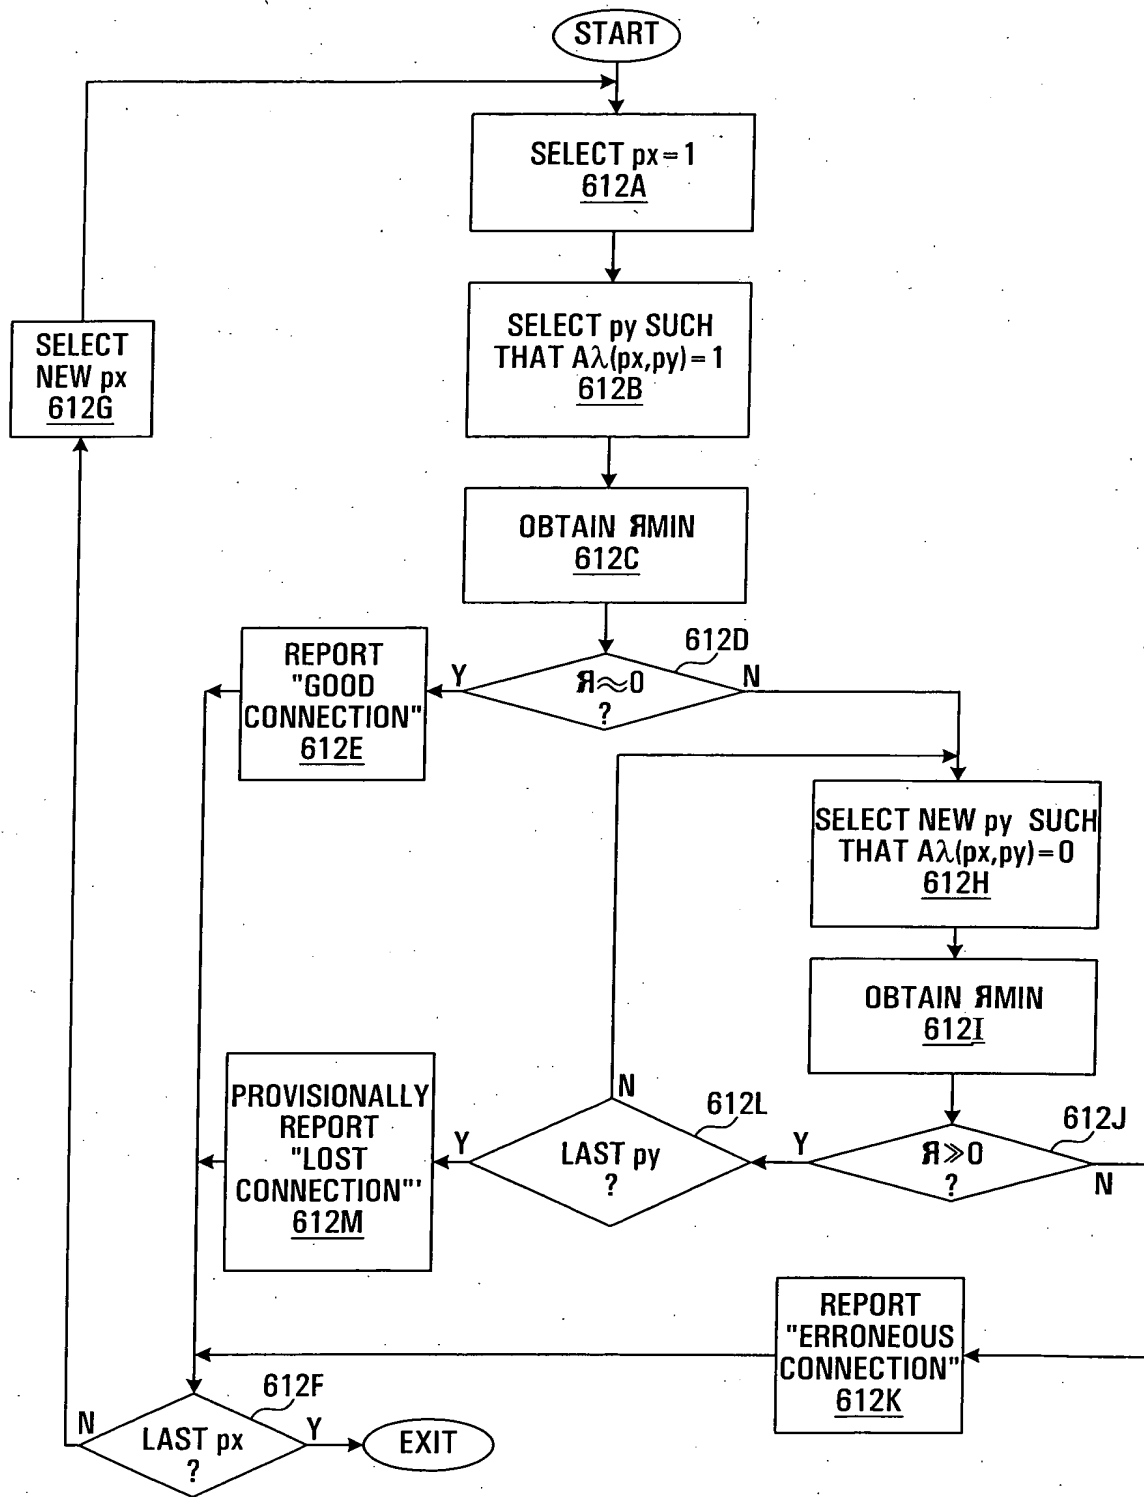 START
SELECT px=1
612A
SELECT py SUCH
THAT Aλ(px,py)=1
612B
SELECT
NEW px
612G
OBTAIN ЯMIN
612C
612D
REPORT
"GOOD
CONNECTION"
612E
Y
Я≈0
?
N
SELECT NEW py SUCH
THAT Aλ(px,py)=0
612H
OBTAIN ЯMIN
612I
PROVISIONALLY
REPORT
"LOST
CONNECTION"'
612M
Y
N
612L
LAST py
?
Y
612J
Я≫0
?
N
REPORT
"ERRONEOUS
CONNECTION"
612K
612F
N
LAST px
?
Y
EXIT